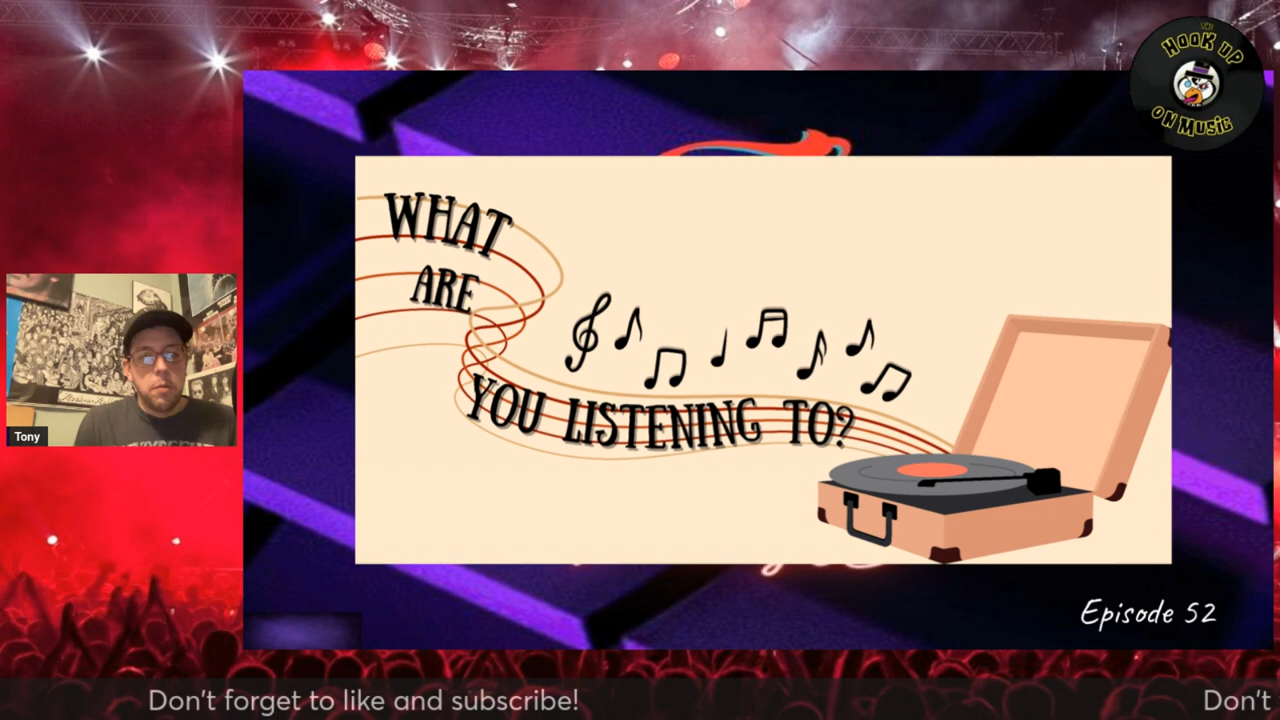 THE
HOOK UP
ON MUSIC
WHAT
ARE
YOU LISTENING TO?
Tony
Episode 52
Don't forget to like and subscribe!
Don't